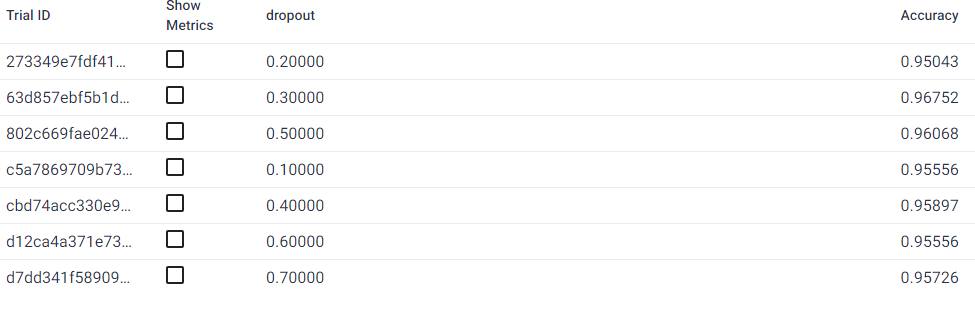 Trial ID Show Metrics dropout Accuracy
273349e7fdf41... 0.20000 0.95043
63d857ebf5b1d... 0.30000 0.96752
802c669fae024... 0.50000 0.96068
c5a7869709b73... 0.10000 0.95556
cbd74acc330e9... 0.40000 0.95897
d12ca4a371e73... 0.60000 0.95556
d7dd341f58909... 0.70000 0.95726